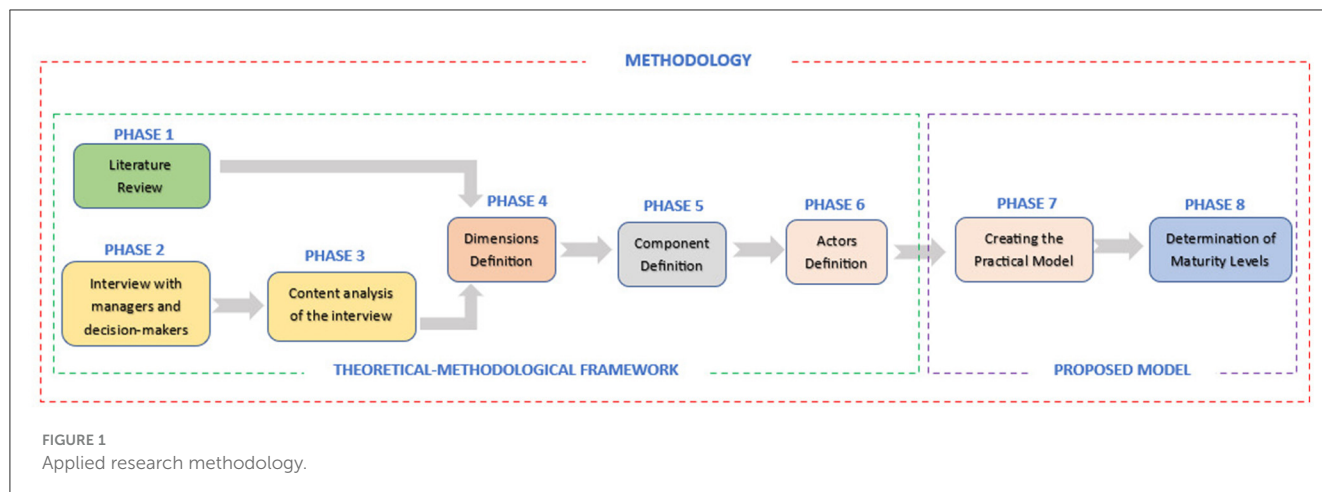 METHODOLOGY
PHASE 1
Literature
Review
PHASE 2
Interview with
managers and
decision-makers
PHASE 3
Content analysis
of the interview
PHASE 4
Dimensions
Definition
PHASE 5
Component
Definition
PHASE 6
Actors
Definition
PHASE 7
Creating the
Practical Model
PHASE 8
Determination of
Maturity Levels
THEORETICAL-METHODOLOGICAL FRAMEWORK
PROPOSED MODEL
FIGURE 1
Applied research methodology.